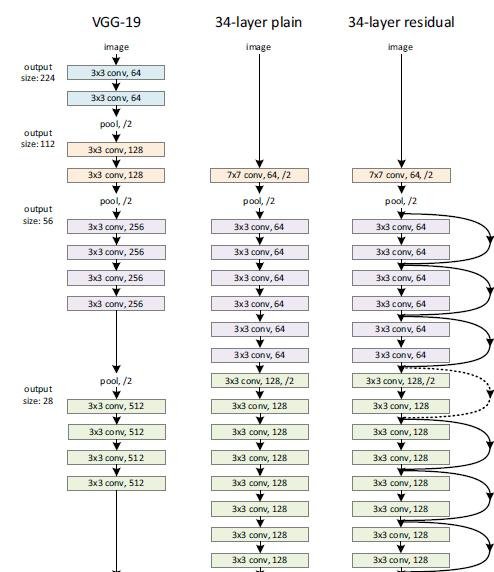 VGG-19
34-layer plain
34-layer residual
image
image
image
output
size: 224
3x3 conv, 64
3x3 conv, 64
pool, /2
output
size: 112
3x3 conv, 128
3x3 conv, 128
7x7 conv, 64, /2
7x7 conv, 64, /2
pool, /2
pool, /2
pool, /2
output
size: 56
3x3 conv, 256
3x3 conv, 64
3x3 conv, 64
3x3 conv, 256
3x3 conv, 64
3x3 conv, 64
3x3 conv, 256
3x3 conv, 64
3x3 conv, 64
3x3 conv, 256
3x3 conv, 64
3x3 conv, 64
3x3 conv, 64
3x3 conv, 64
3x3 conv, 64
3x3 conv, 64
pool, /2
3x3 conv, 128, /2
3x3 conv, 128, /2
output
size: 28
3x3 conv, 512
3x3 conv, 128
3x3 conv, 128
3x3 conv, 512
3x3 conv, 128
3x3 conv, 128
3x3 conv, 512
3x3 conv, 128
3x3 conv, 128
3x3 conv, 512
3x3 conv, 128
3x3 conv, 128
3x3 conv, 128
3x3 conv, 128
3x3 conv, 128
3x3 conv, 128
3x3 conv, 128
3x3 conv, 128